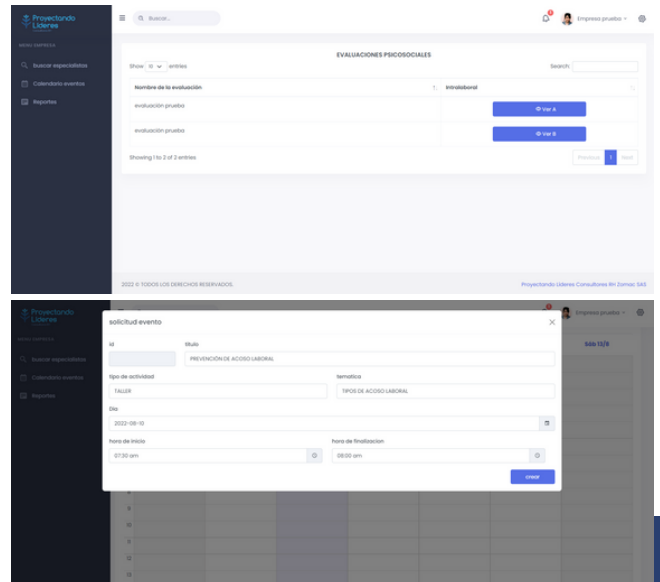 Proyectando
Líderes
Buscar...
Empresa prueba
MENU EMPRESA
buscar especialistas
Calendario eventos
Reportes
EVALUACIONES PSICOSOCIALES
Show 10 entries
Search:
Nombre de la evaluación
Intralaboral
evaluación prueba
Ver A
evaluación prueba
Ver B
Showing 1 to 2 of 2 entries
Previous 1 Next
2022 © TODOS LOS DERECHOS RESERVADOS.
Proyectando Líderes Consultores RH Zomac SAS
Proyectando
Líderes
Empresa prueba
MENU EMPRESA
buscar especialistas
Calendario eventos
Reportes
solicitud evento
id
titulo
PREVENCIÓN DE ACOSO LABORAL
tipo de actividad
tematica
TALLER
TIPOS DE ACOSO LABORAL
Dia
2022-08-10
hora de inicio
hora de finalizacion
07:30 am
08:00 am
crear